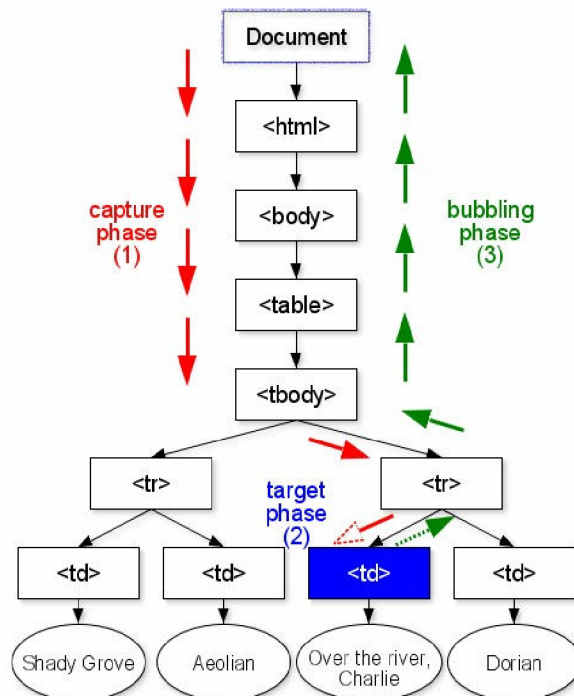 Document
<html>
capture
phase
(1)
<body>
bubbling
phase
(3)
<table>
<tbody>
<tr>
target
phase
(2)
<tr>
<td>
<td>
<td>
<td>
Shady Grove
Aeolian
Over the river,
Charlie
Dorian